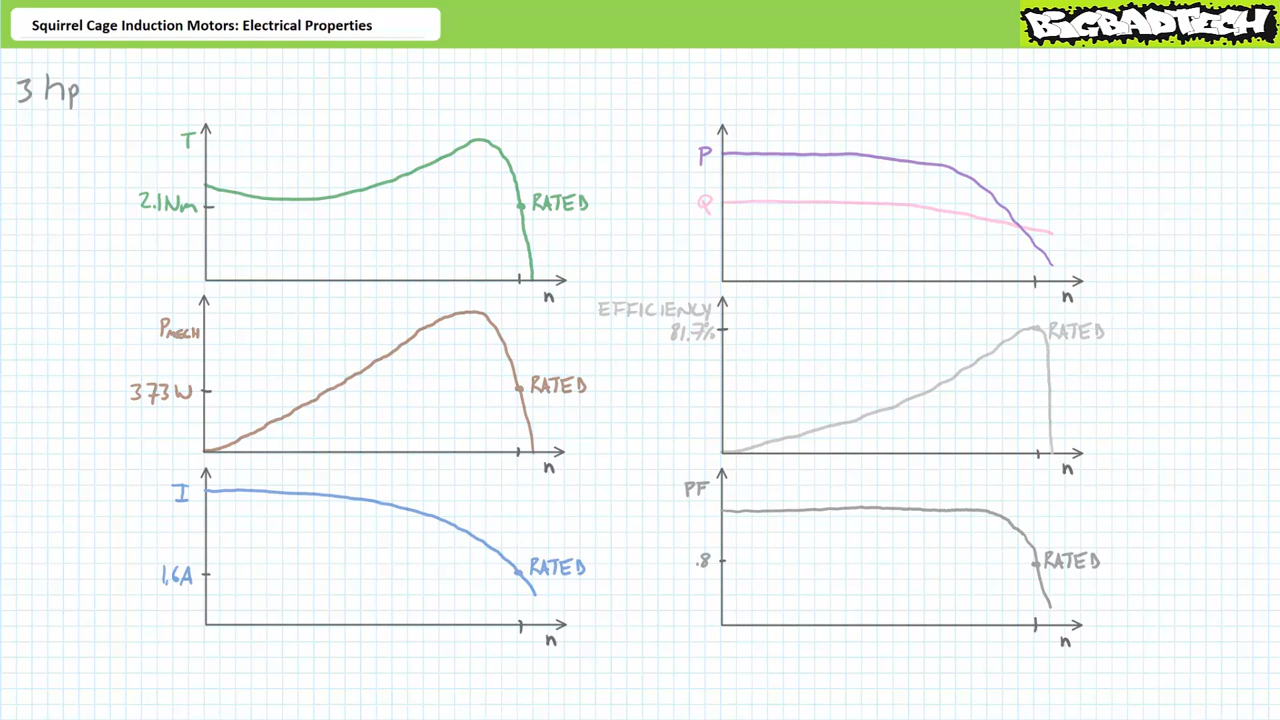 Squirrel Cage Induction Motors: Electrical Properties
BIGBADTECH
3 hp
T
2.1Nm
RATED
n
PMECH
373W
RATED
n
I
1.6A
RATED
n
P
Q
n
EFFICIENCY
81.7%
RATED
n
PF
.8
RATED
n